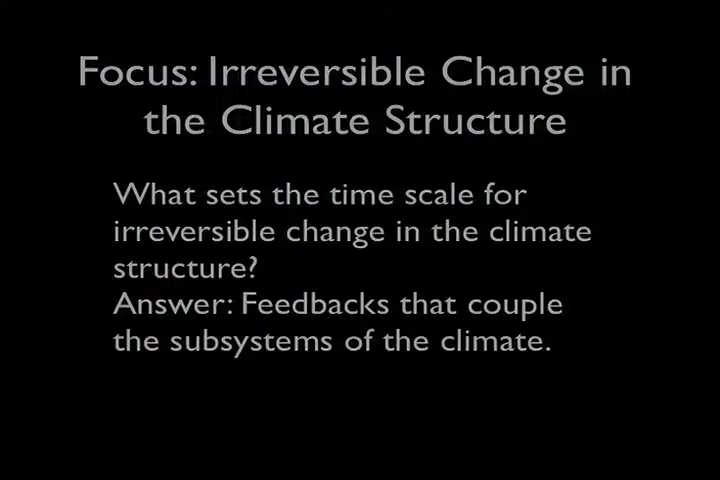 Focus: Irreversible Change in
the Climate Structure
What sets the time scale for
irreversible change in the climate
structure?
Answer: Feedbacks that couple
the subsystems of the climate.